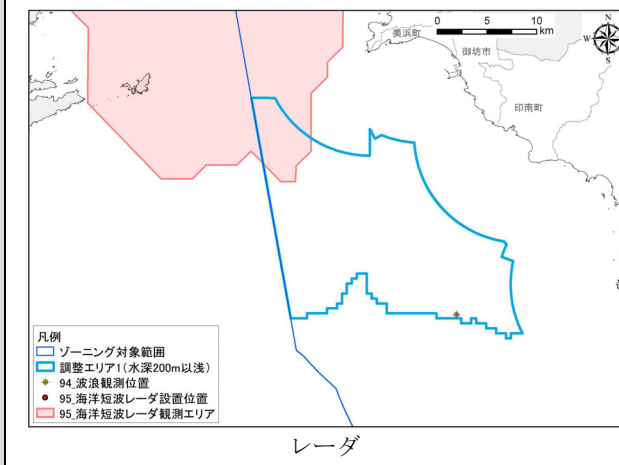 0 5 10
km
N
W
E
S
美浜町
御坊市
印南町
凡例
ゾーニング対象範囲
調整エリア1(水深200m以浅)
94_波浪観測位置
95_海洋短波レーダ設置位置
95_海洋短波レーダ観測エリア
レーダ